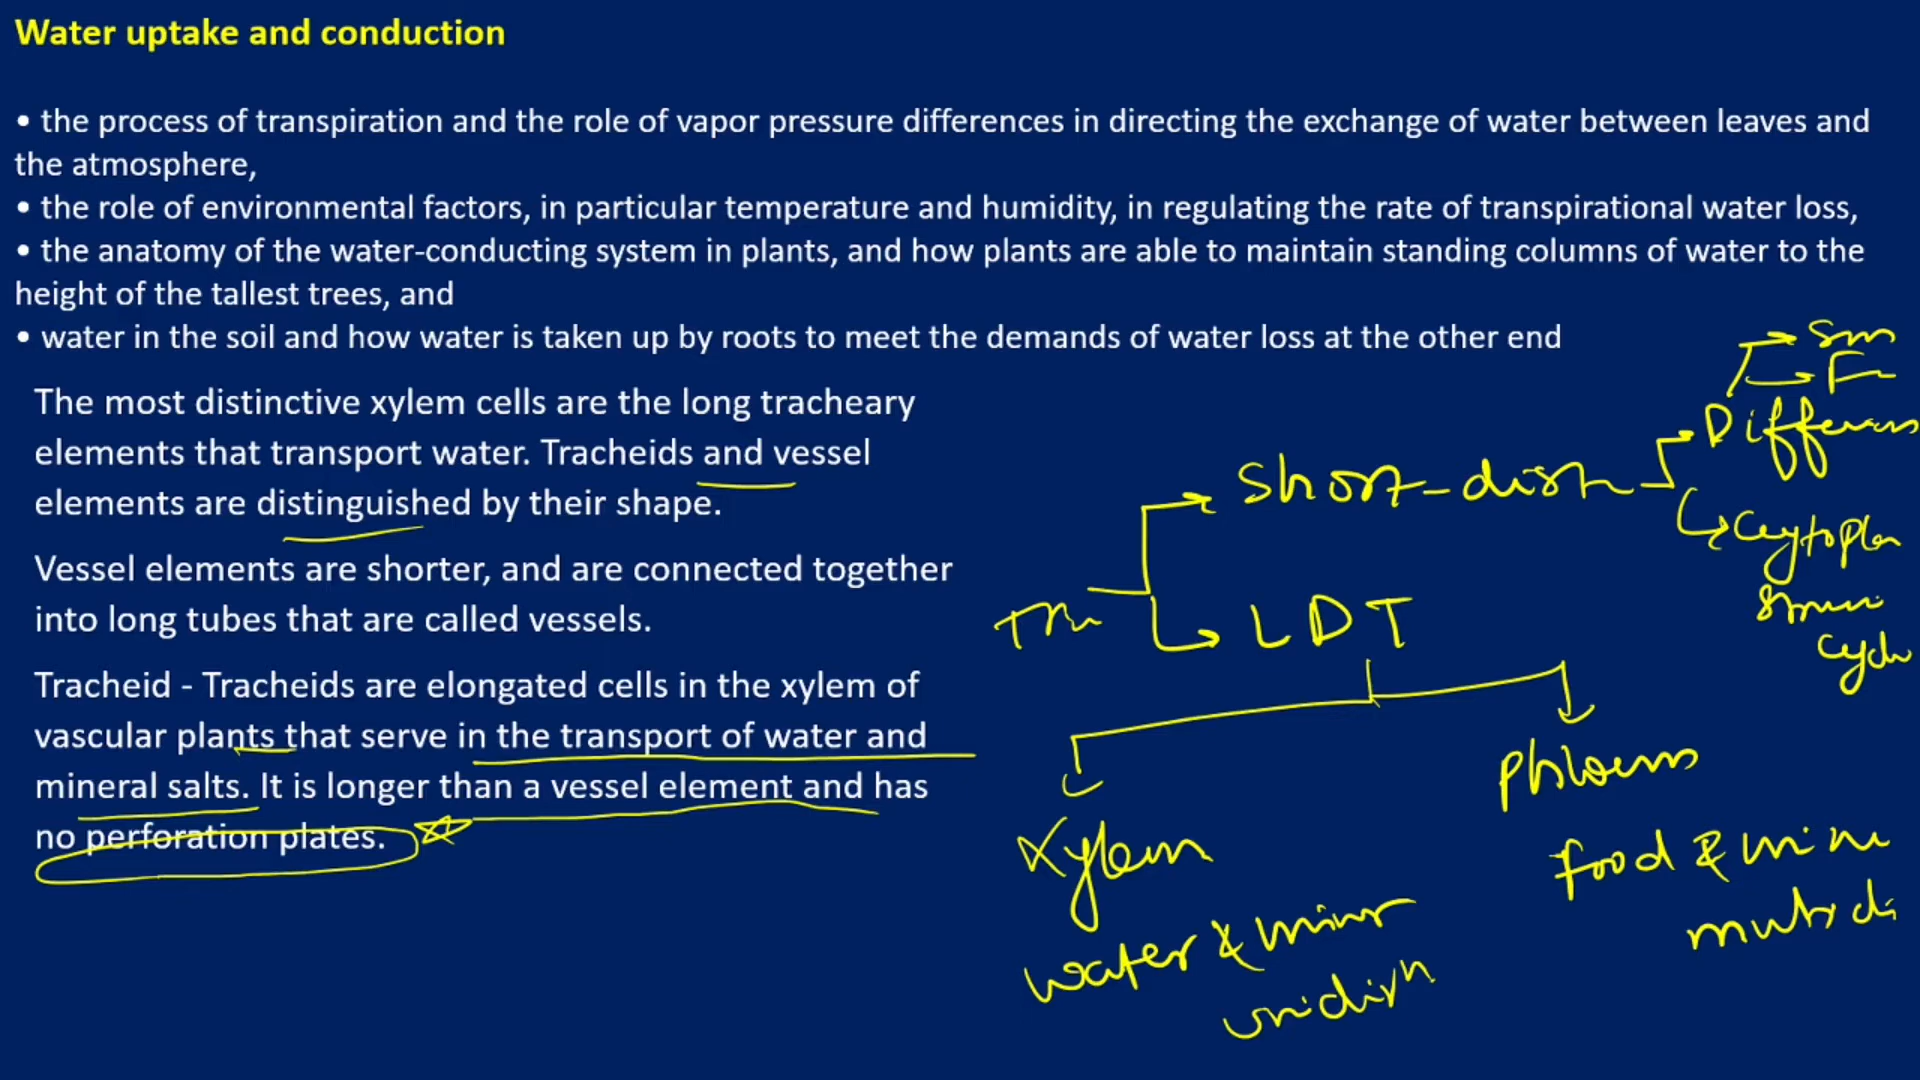 Water uptake and conduction
• the process of transpiration and the role of vapor pressure differences in directing the exchange of water between leaves and
the atmosphere,
• the role of environmental factors, in particular temperature and humidity, in regulating the rate of transpirational water loss,
• the anatomy of the water-conducting system in plants, and how plants are able to maintain standing columns of water to the
height of the tallest trees, and
• water in the soil and how water is taken up by roots to meet the demands of water loss at the other end
The most distinctive xylem cells are the long tracheary
elements that transport water. Tracheids and vessel
elements are distinguished by their shape.
Vessel elements are shorter, and are connected together
into long tubes that are called vessels.
Tracheid - Tracheids are elongated cells in the xylem of
vascular plants that serve in the transport of water and
mineral salts. It is longer than a vessel element and has
no perforation plates.
Short-distn
LDT
Xylem
water &
Phloem
food &